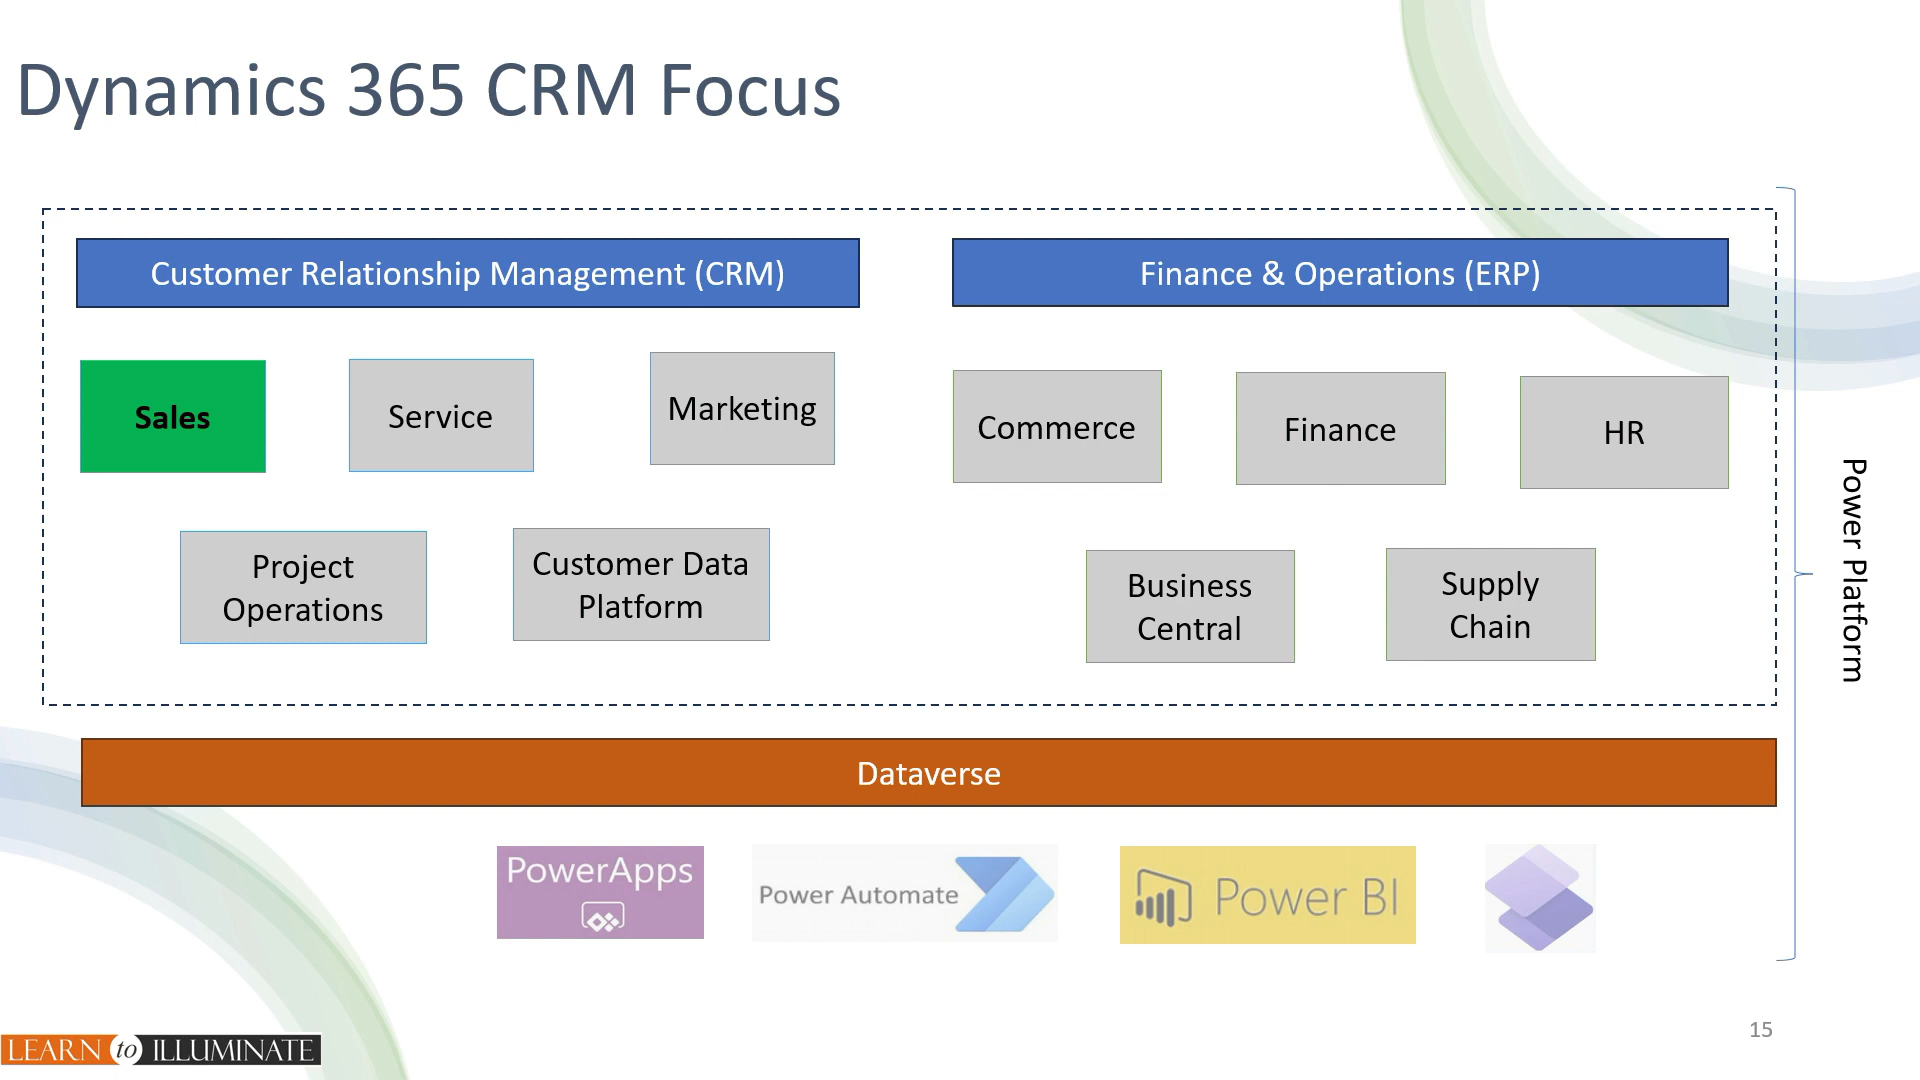 Dynamics 365 CRM Focus
Customer Relationship Management (CRM)
Finance & Operations (ERP)
Sales
Service
Marketing
Commerce
Finance
HR
Project
Operations
Customer Data
Platform
Business
Central
Supply
Chain
Power Platform
Dataverse
PowerApps
Power Automate
Power BI
15
LEARN to ILLUMINATE